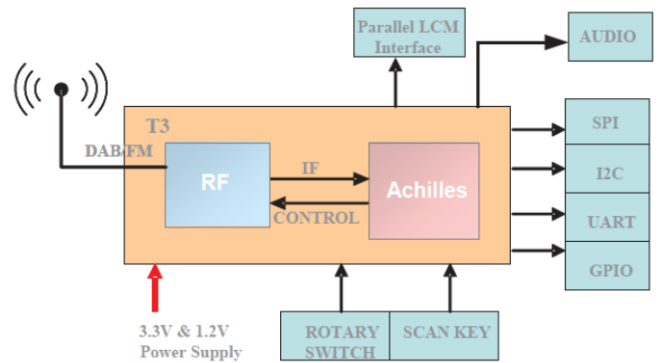 Parallel LCM
Interface
AUDIO
T3
DAB/FM
RF
IF
CONTROL
Achilles
SPI
I2C
UART
GPIO
3.3V & 1.2V
Power Supply
ROTARY
SWITCH
SCAN KEY